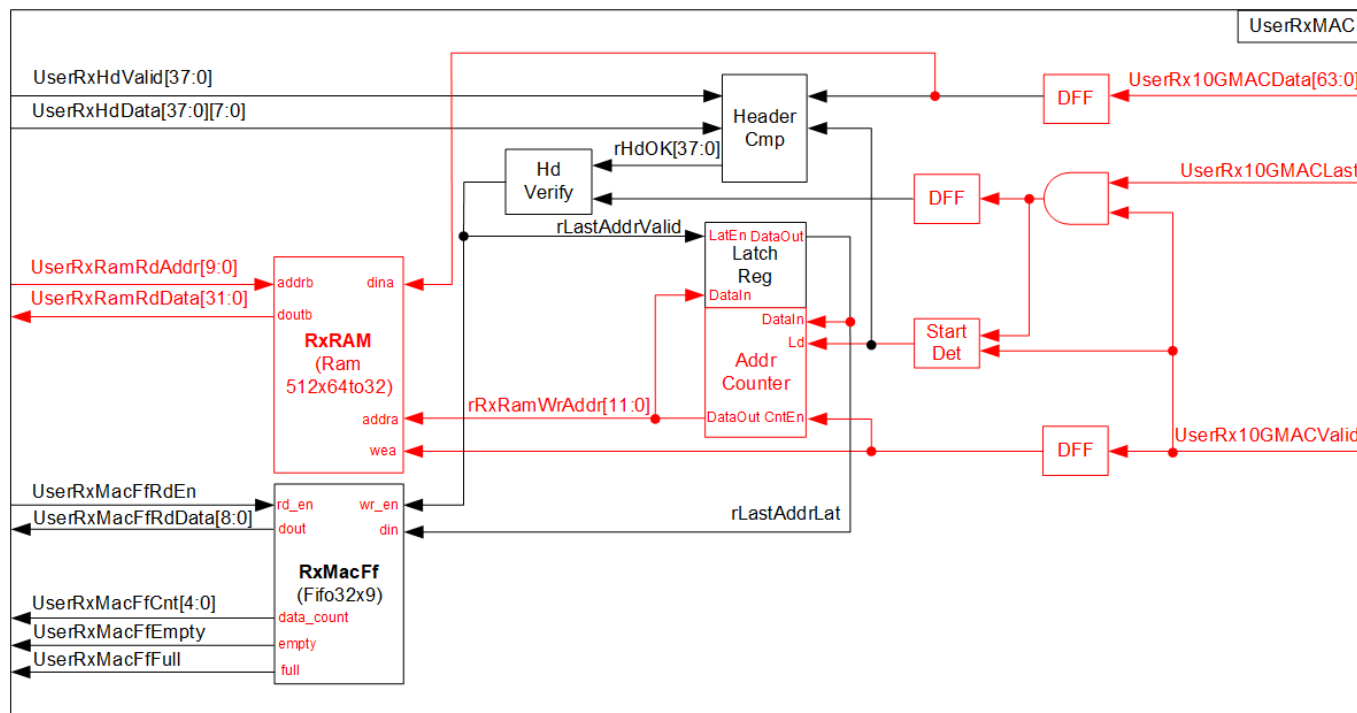 UserRxMAC
UserRxHdValid[37:0]
UserRx10GMACData[63:0]
DFF
UserRxHdData[37:0][7:0]
Header
Cmp
rHdOK[37:0]
Hd
Verify
UserRx10GMACLast
DFF
rLastAddrValid
LatEn DataOut
Latch
Reg
DataIn
UserRxRamRdAddr[9:0]
addrb
dina
UserRxRamRdData[31:0]
doutb
RxRAM
(Ram
512x64to32)
DataIn
Ld
Addr
Counter
Start
Det
rRxRamWrAddr[11:0]
addra
DataOut CntEn
wea
DFF
UserRx10GMACValid
UserRxMacFfRdEn
rd_en
wr_en
UserRxMacFfRdData[8:0]
dout
din
rLastAddrLat
RxMacFf
(Fifo32x9)
UserRxMacFfCnt[4:0]
data_count
UserRxMacFfEmpty
empty
UserRxMacFfFull
full